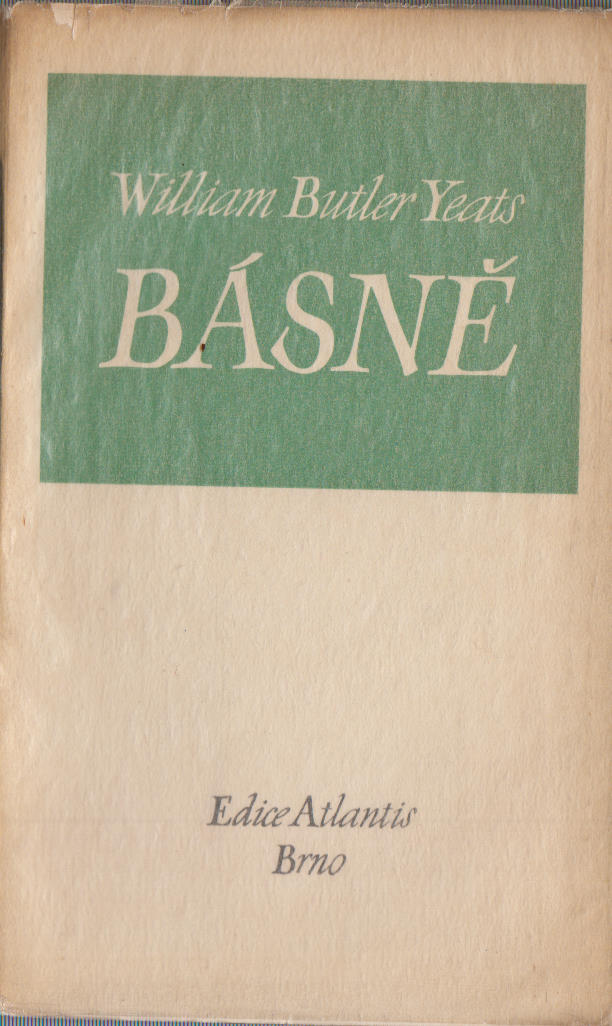 William Butler Yeats
BÁSNĚ
Edice Atlantis
Brno